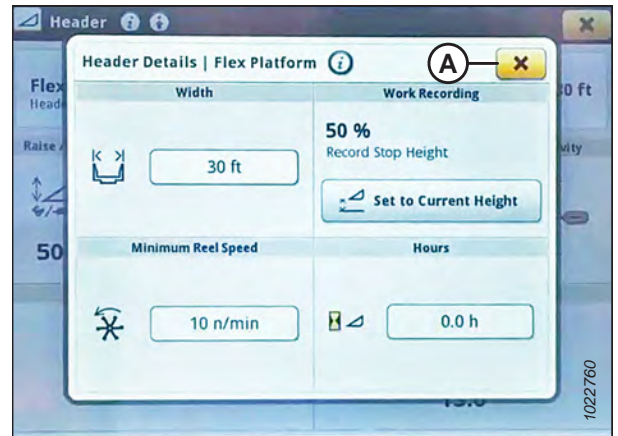 Header
Header Details | Flex Platform
A
Flex
Head
0 ft
Width
Work Recording
50 %
Record Stop Height
Raise
vity
30 ft
Set to Current Height
50
Minimum Reel Speed
Hours
10 n/min
0.0 h
1022760